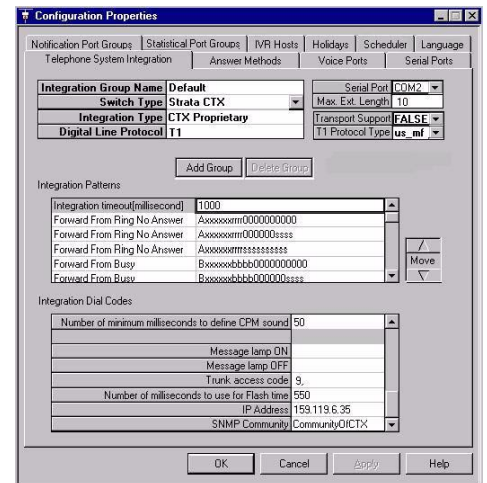 Configuration Properties
Notification Port Groups Statistical Port Groups IVR Hosts Holidays Scheduler Language
Telephone System Integration Answer Methods Voice Ports Serial Ports
Integration Group Name Default Serial Port COM2
Switch Type Strata CTX Max. Ext. Length 10
Integration Type CTX Proprietary Transport Support FALSE
Digital Line Protocol T1 T1 Protocol Type us_mf
Add Group Delete Group
Integration Patterns
Integration timeout[millisecond] 1000
Forward From Ring No Answer Axxxxxxrrrr0000000000
Forward From Ring No Answer Axxxxxxrrrr000000ssss
Forward From Ring No Answer Axxxxxxrrrrssssssssss
Forward From Busy Bxxxxxxbbbb0000000000
Forward From Busy Bxxxxxxbbbb000000ssss
Move
Integration Dial Codes
Number of minimum milliseconds to define CPM sound 50
Message lamp ON
Message lamp OFF
Trunk access code 9,
Number of milliseconds to use for Flash time 550
IP Address 159.119.6.35
SNMP Community CommunityOfCTX
OK Cancel Apply Help